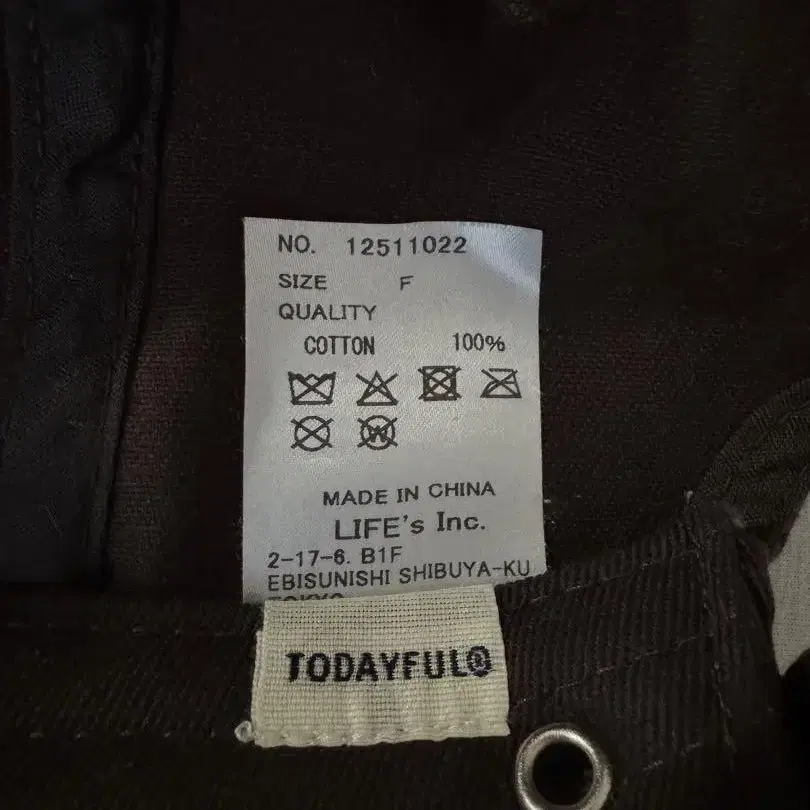 NO. 12511022
SIZE F
QUALITY
COTTON 100%
W
MADE IN CHINA
LIFE's Inc.
2-17-6. B1F
EBISUNISHI SHIBUYA-KU
TOKYO
TODAYFUL®